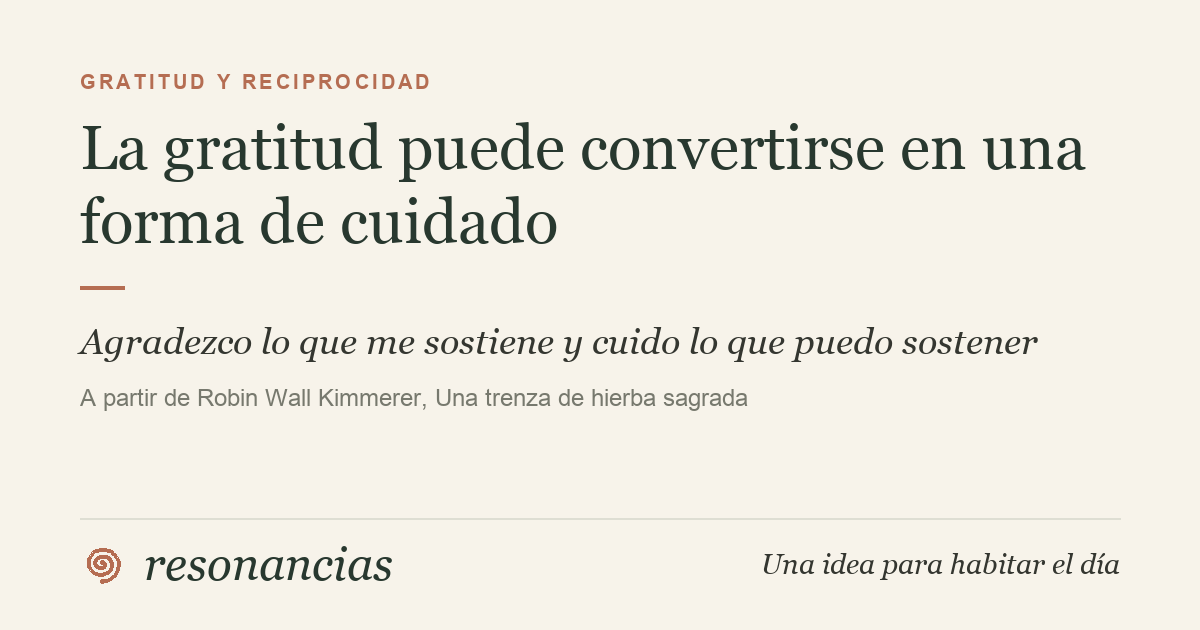 GRATITUD Y RECIPROCIDAD
La gratitud puede convertirse en una
forma de cuidado
Agradezco lo que me sostiene y cuido lo que puedo sostener
A partir de Robin Wall Kimmerer, Una trenza de hierba sagrada
resonancias
Una idea para habitar el día